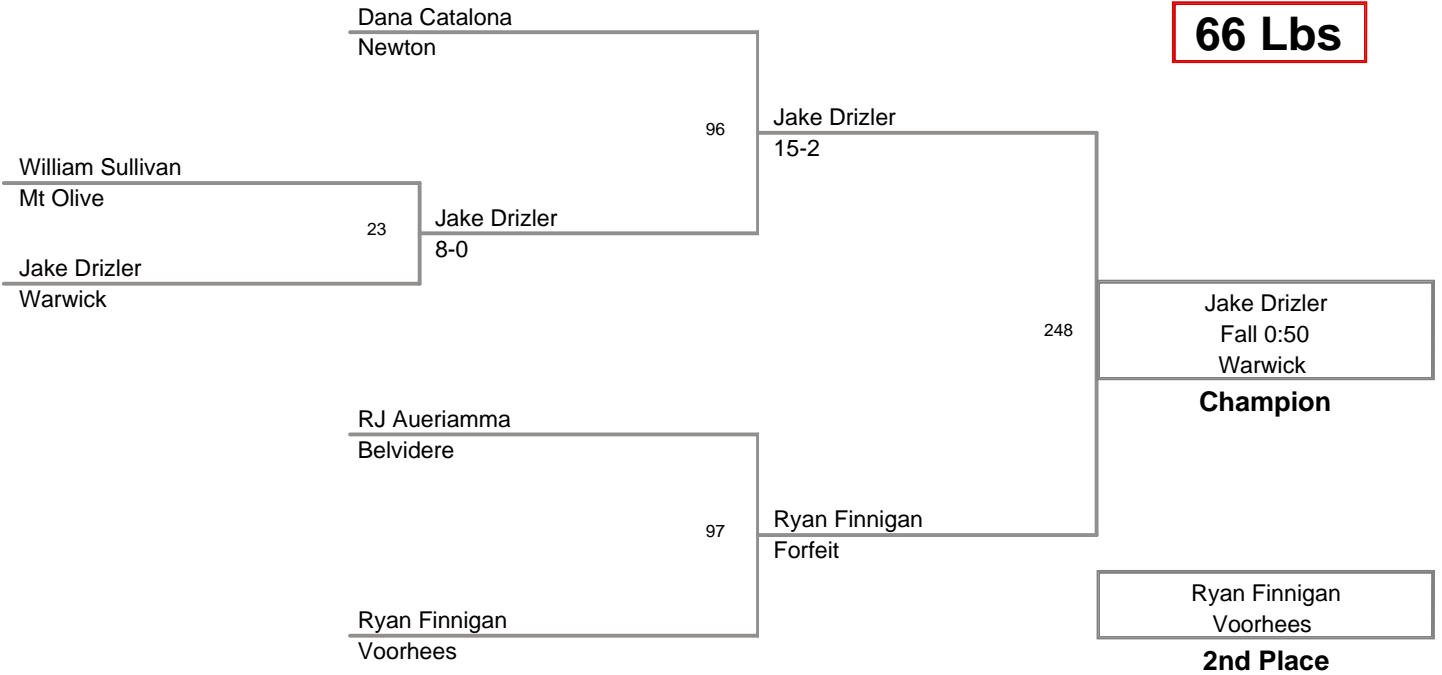 Dana Catalona
Newton
66 Lbs
96
Jake Drizler
15-2
William Sullivan
Mt Olive
23
Jake Drizler
8-0
Jake Drizler
Warwick
248
Jake Drizler
Fall 0:50
Warwick
Champion
RJ Aueriamma
Belvidere
97
Ryan Finnigan
Forfeit
Ryan Finnigan
Voorhees
Ryan Finnigan
Voorhees
2nd Place